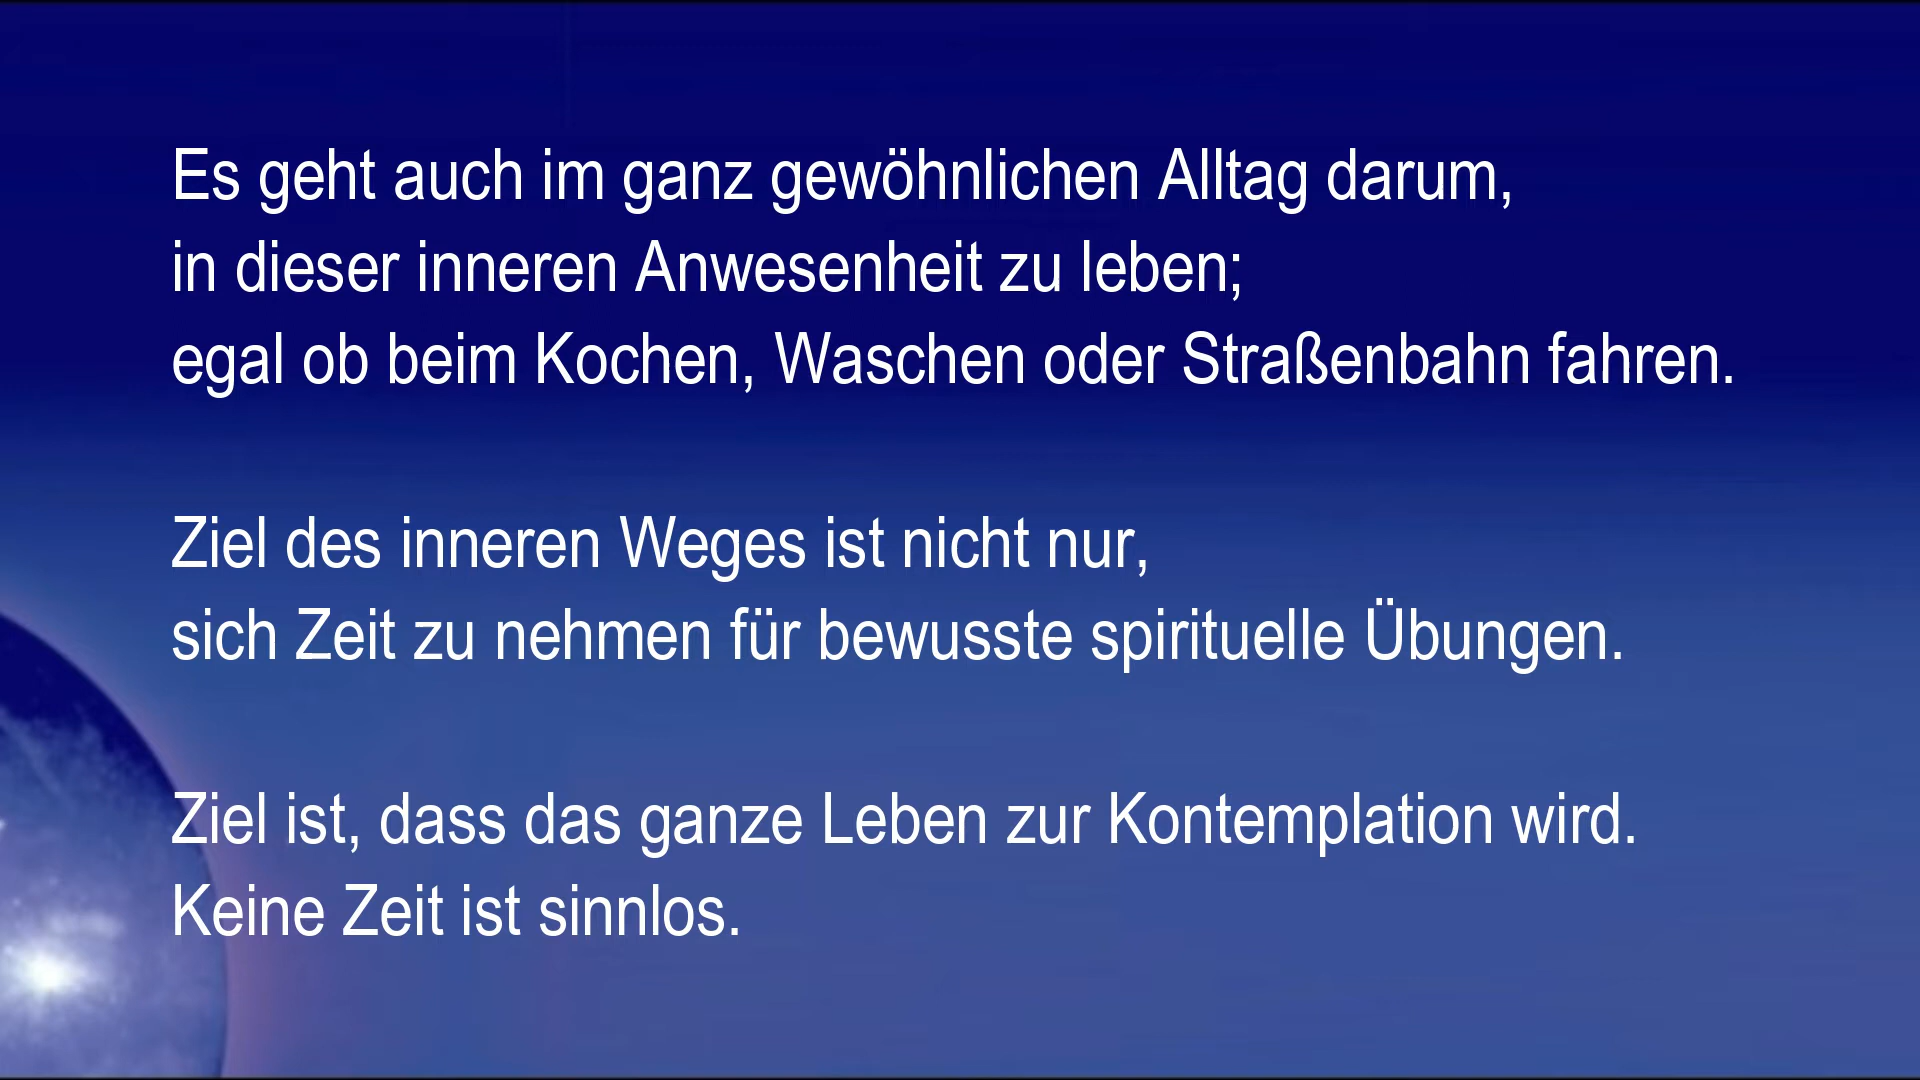 Es geht auch im ganz gewöhnlichen Alltag darum,
in dieser inneren Anwesenheit zu leben;
egal ob beim Kochen, Waschen oder Straßenbahn fahren.
Ziel des inneren Weges ist nicht nur,
sich Zeit zu nehmen für bewusste spirituelle Übungen.
Ziel ist, dass das ganze Leben zur Kontemplation wird.
Keine Zeit ist sinnlos.